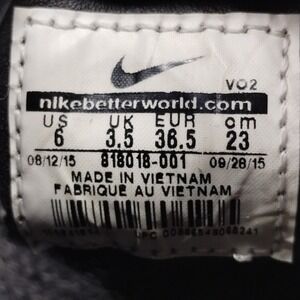 VO2
nikebetterworld.com
US UK EUR cm
6 3.5 36.5 23
08/12/15 818018-001 09/28/15
MADE IN VIETNAM
FABRIQUE AU VIETNAM